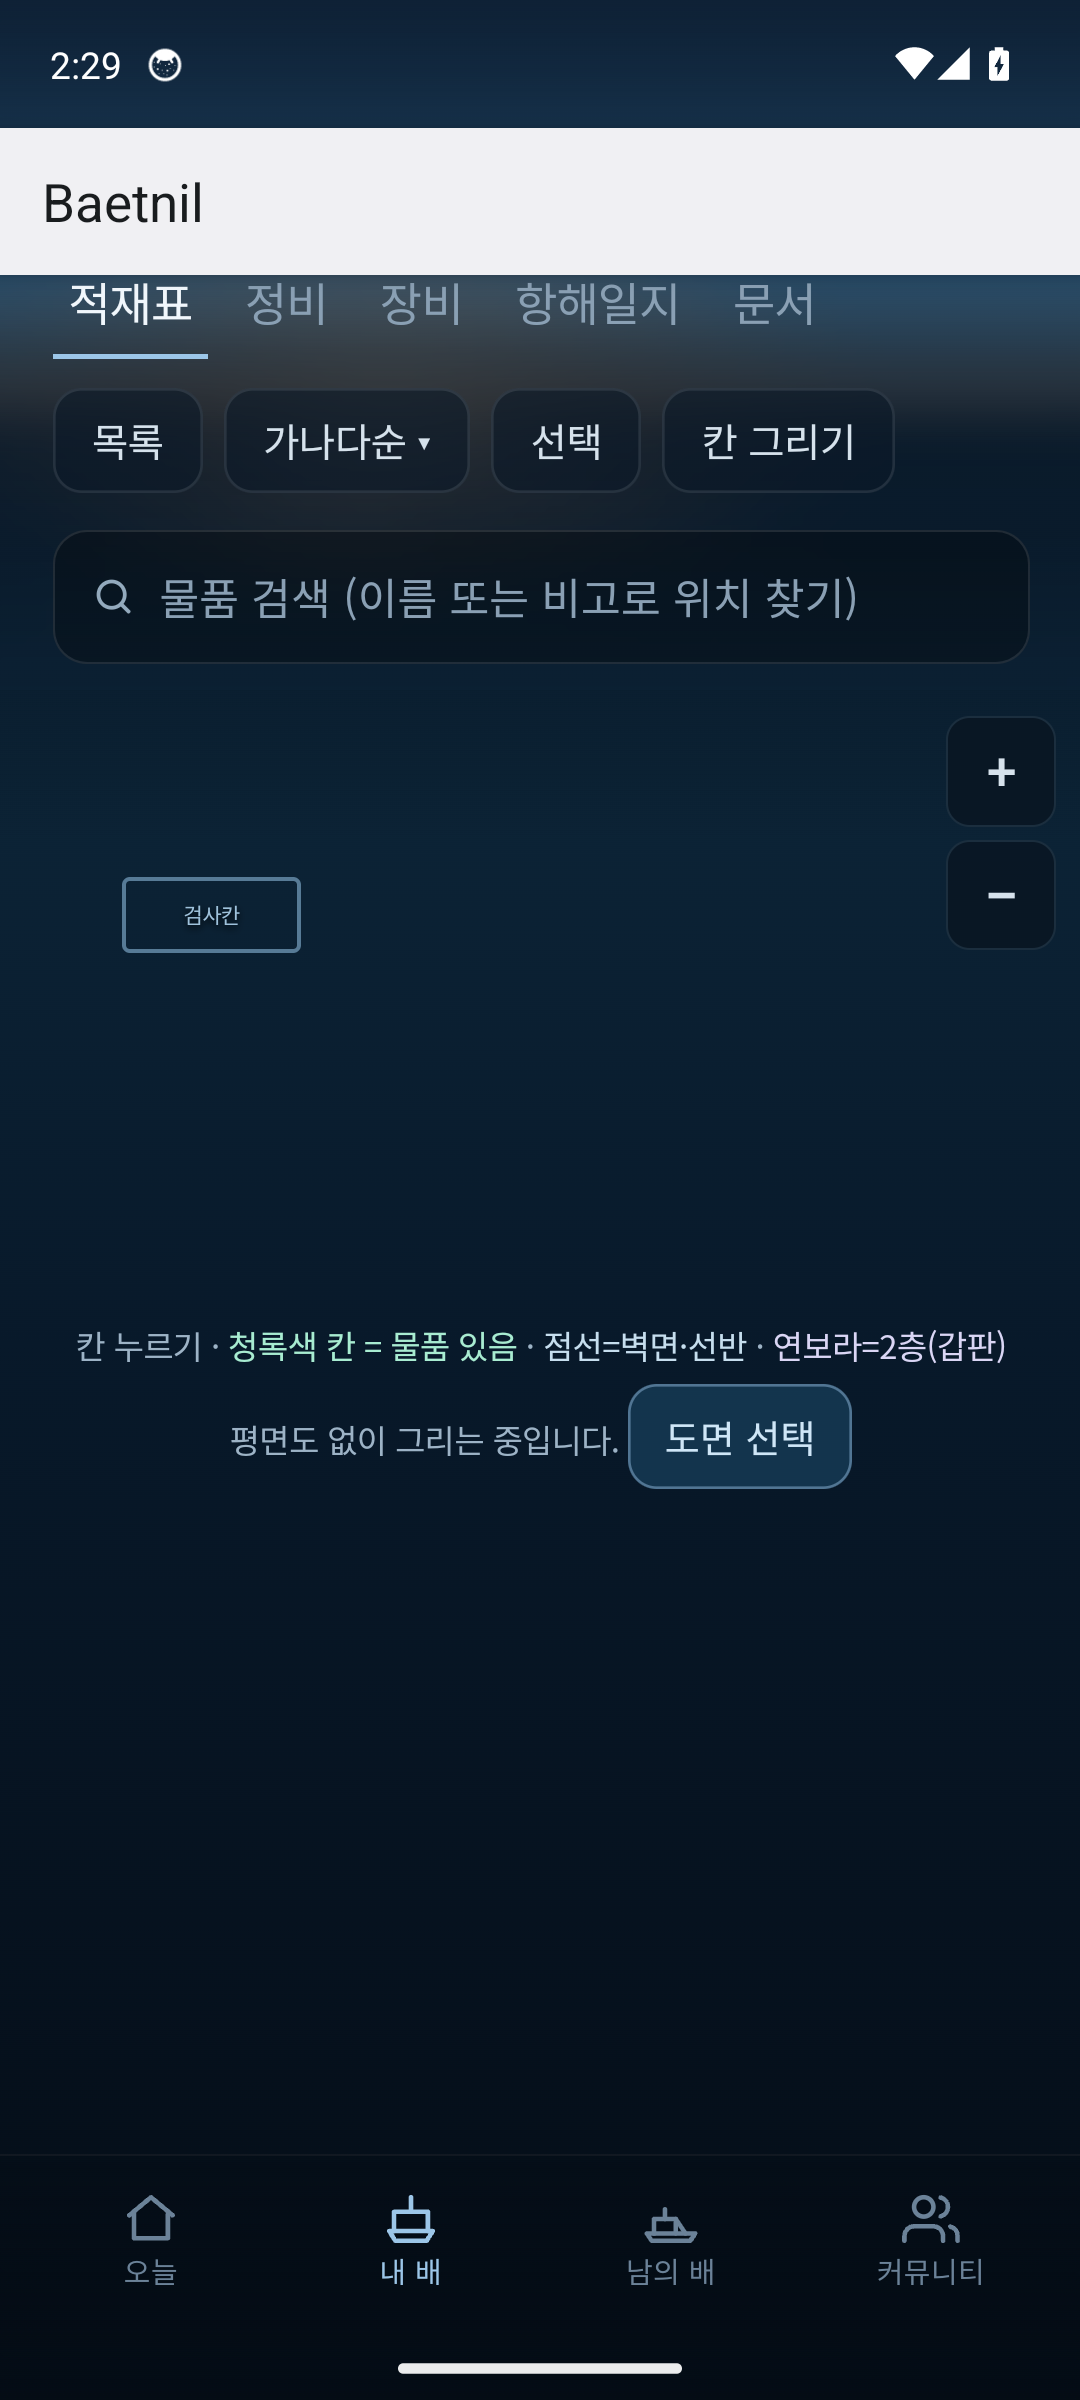 2:29
Baetnil
적재표 정비 장비 항해일지 문서
목록 가나다순 ▾ 선택 칸 그리기
물품 검색 (이름 또는 비고로 위치 찾기)
+
검사칸
−
칸 누르기 · 청록색 칸 = 물품 있음 · 점선=벽면·선반 · 연보라=2층(갑판)
평면도 없이 그리는 중입니다. 도면 선택
오늘 내 배 남의 배 커뮤니티